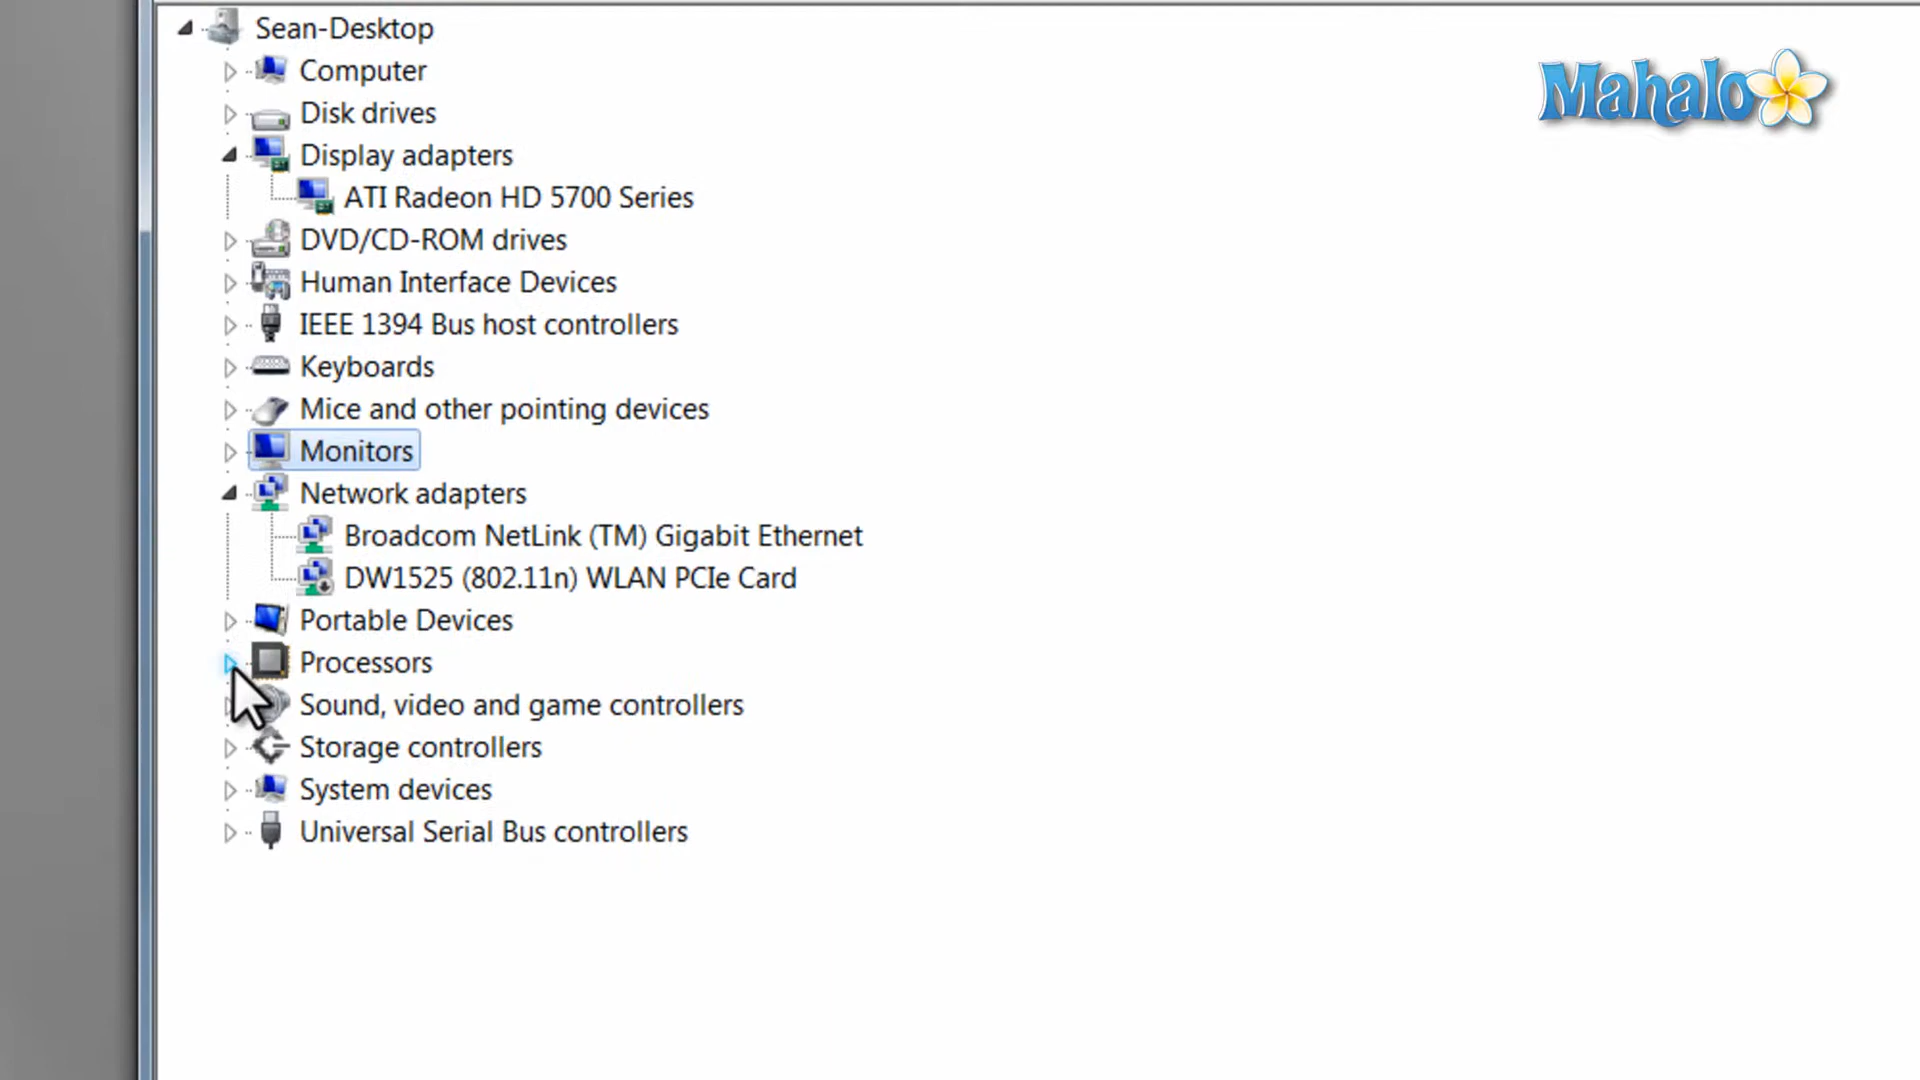 Sean-Desktop
Computer
Mahalo
Disk drives
Display adapters
ATI Radeon HD 5700 Series
DVD/CD-ROM drives
Human Interface Devices
IEEE 1394 Bus host controllers
Keyboards
Mice and other pointing devices
Monitors
Network adapters
Broadcom NetLink (TM) Gigabit Ethernet
DW1525 (802.11n) WLAN PCIe Card
Portable Devices
Processors
Sound, video and game controllers
Storage controllers
System devices
Universal Serial Bus controllers